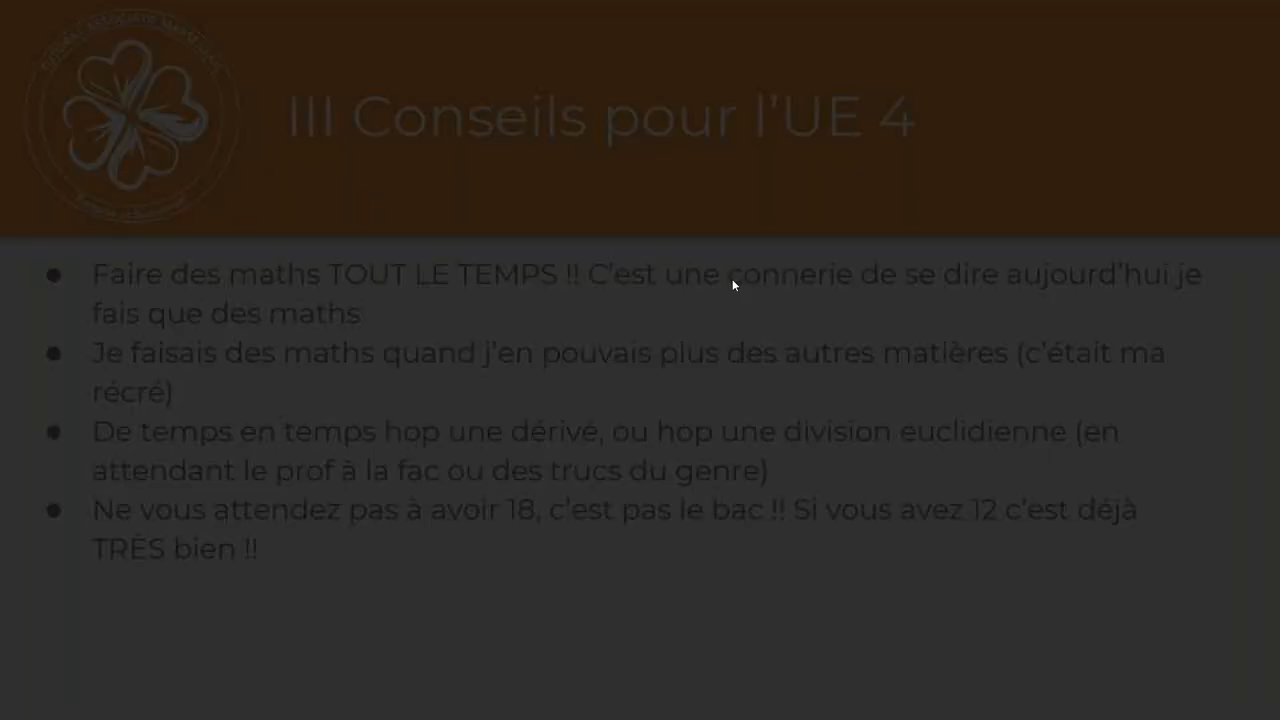 III Conseils pour l'UE 4
● Faire des maths TOUT LE TEMPS !! C'est une connerie de se dire aujourd'hui je
fais que des maths
● Je faisais des maths quand j'en pouvais plus des autres matières (c'était ma
récré)
● De temps en temps hop une dérivé, ou hop une division euclidienne (en
attendant le prof à la fac ou des trucs du genre)
● Ne vous attendez pas à avoir 18, c'est pas le bac !! Si vous avez 12 c'est déjà
TRÈS bien !!